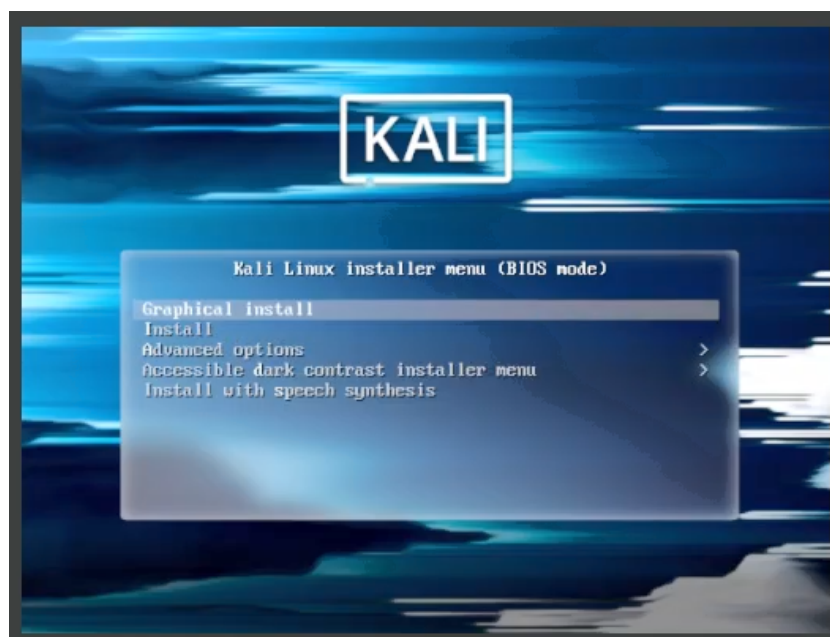 KALI
Kali Linux installer menu (BIOS mode)
Graphical install
Install
Advanced options >
Accessible dark contrast installer menu >
Install with speech synthesis